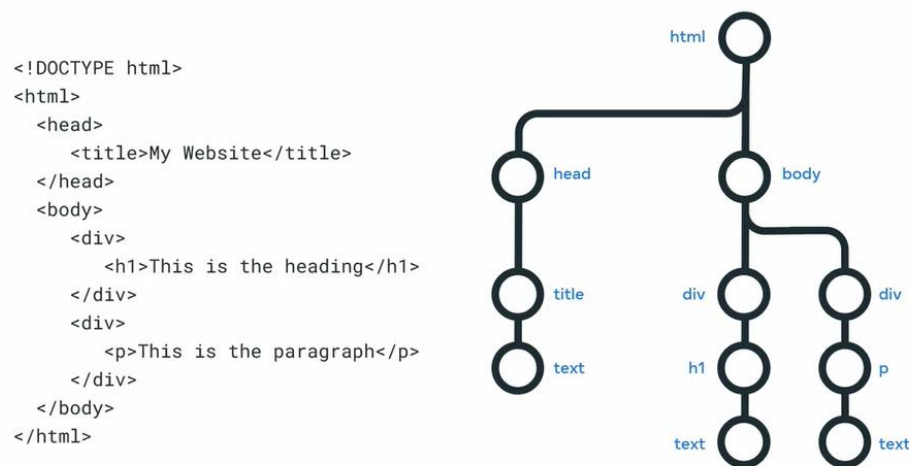 <!DOCTYPE html>
<html>
<head>
<title>My Website</title>
</head>
<body>
<div>
<h1>This is the heading</h1>
</div>
<div>
<p>This is the paragraph</p>
</div>
</body>
</html>
html
head
body
title
div
div
text
h1
p
text
text